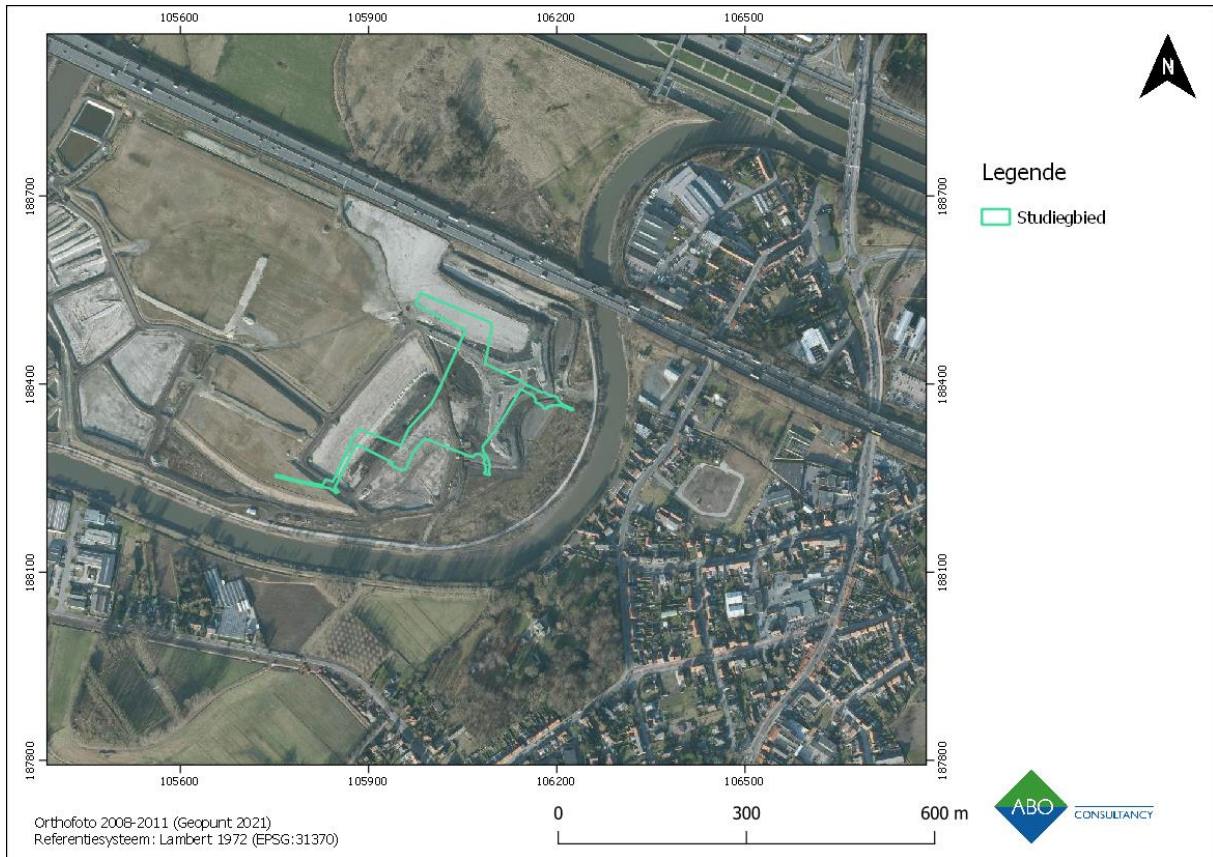 105600 105900 106200 106500
N
Legende
Studiegbied
188700 188700
188400 188400
188100 188100
187800 187800
105600 105900 106200 106500
0 300 600 m
Orthofoto 2008-2011 (Geopunt 2021)
Referentiesysteem: Lambert 1972 (EPSG:31370)
ABO CONSULTANCY